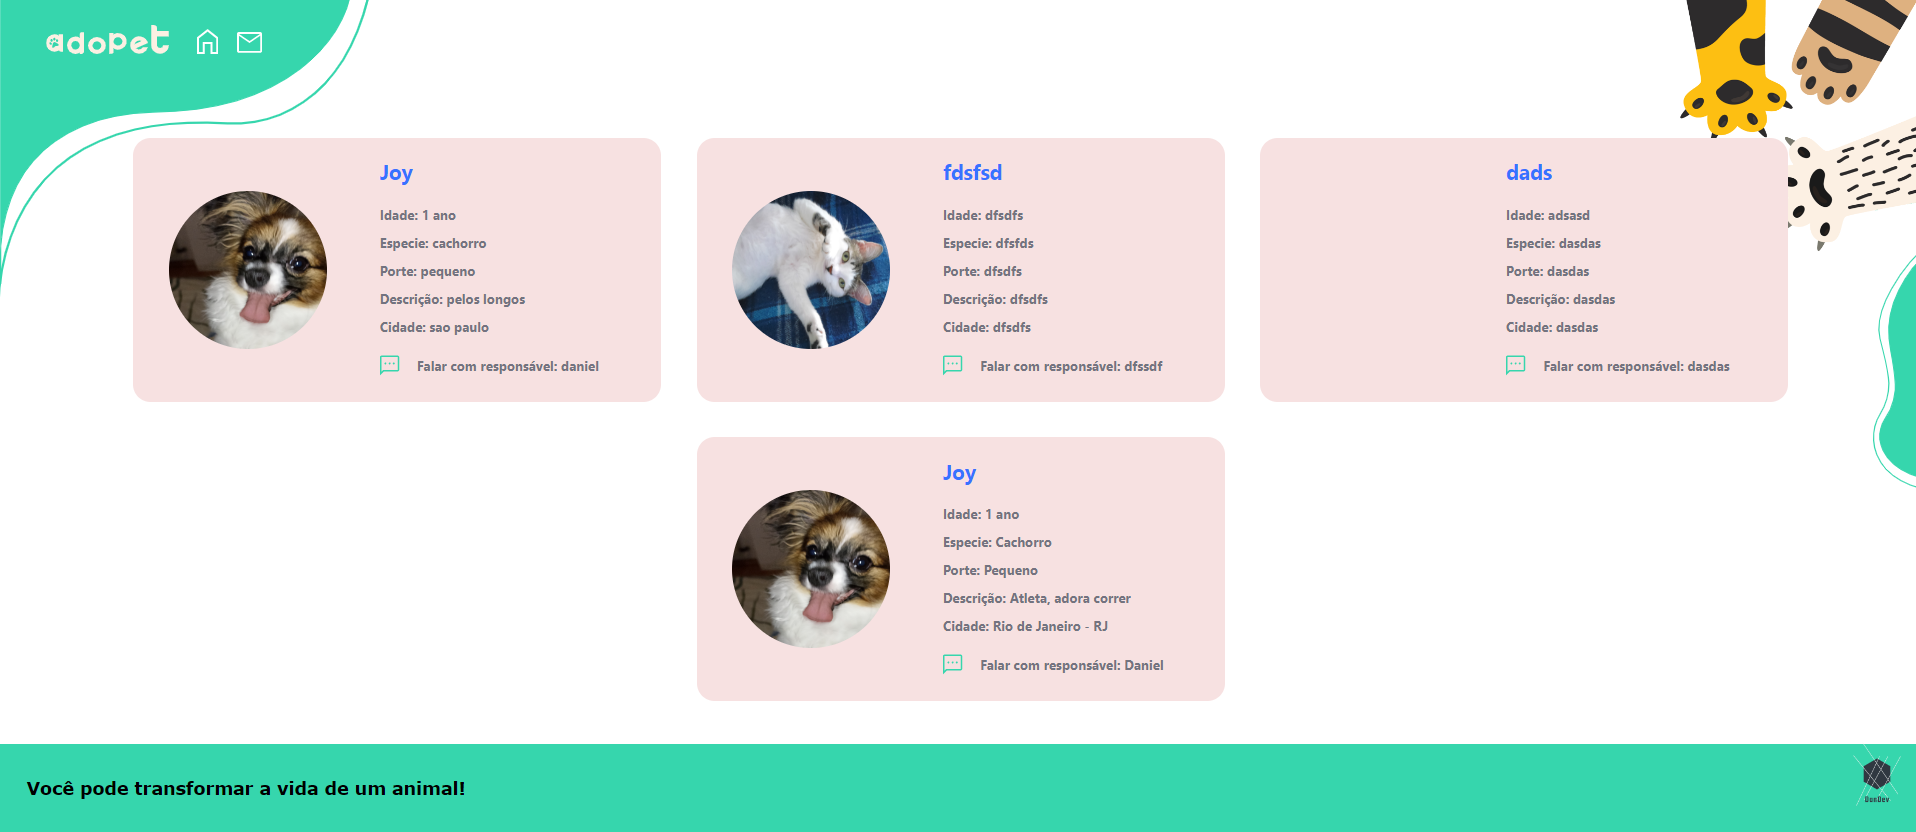 adopet
Joy
Idade: 1 ano
Especie: cachorro
Porte: pequeno
Descrição: pelos longos
Cidade: sao paulo
Falar com responsável: daniel
fdsfsd
Idade: dfsdfs
Especie: dfsfds
Porte: dfsdfs
Descrição: dfsdfs
Cidade: dfsdfs
Falar com responsável: dfssdf
dads
Idade: adsasd
Especie: dasdas
Porte: dasdas
Descrição: dasdas
Cidade: dasdas
Falar com responsável: dasdas
Joy
Idade: 1 ano
Especie: Cachorro
Porte: Pequeno
Descrição: Atleta, adora correr
Cidade: Rio de Janeiro - RJ
Falar com responsável: Daniel
Você pode transformar a vida de um animal!
DonDev